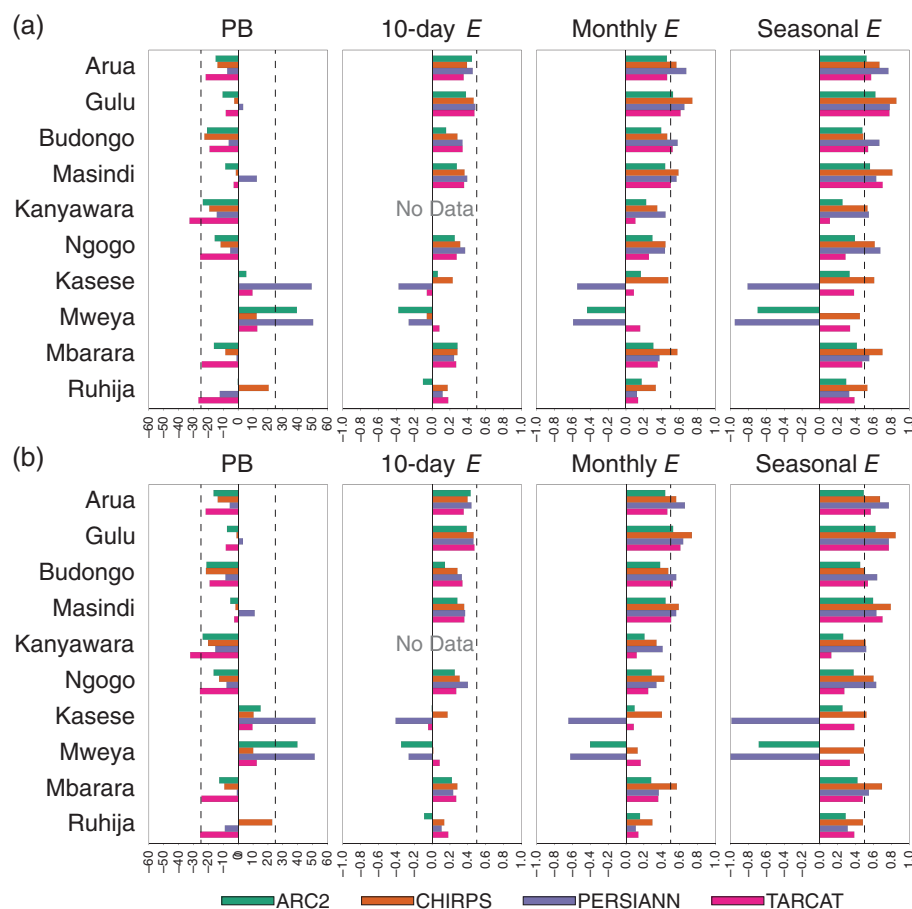 (a)
PB
10-day E
Monthly E
Seasonal E
Arua
Gulu
Budongo
Masindi
Kanyawara
No Data
Ngogo
Kasese
Mweya
Mbarara
Ruhija
-60 -50 -40 -30 -20 -10 0 10 20 30 40 50 60
-1.0 -0.8 -0.6 -0.4 -0.2 0.0 0.2 0.4 0.6 0.8 1.0
-1.0 -0.8 -0.6 -0.4 -0.2 0.0 0.2 0.4 0.6 0.8 1.0
-1.0 -0.8 -0.6 -0.4 -0.2 0.0 0.2 0.4 0.6 0.8 1.0
(b)
PB
10-day E
Monthly E
Seasonal E
Arua
Gulu
Budongo
Masindi
Kanyawara
No Data
Ngogo
Kasese
Mweya
Mbarara
Ruhija
-60 -50 -40 -30 -20 -10 0 10 20 30 40 50 60
-1.0 -0.8 -0.6 -0.4 -0.2 0.0 0.2 0.4 0.6 0.8 1.0
-1.0 -0.8 -0.6 -0.4 -0.2 0.0 0.2 0.4 0.6 0.8 1.0
-1.0 -0.8 -0.6 -0.4 -0.2 0.0 0.2 0.4 0.6 0.8 1.0
ARC2 CHIRPS PERSIANN TARCAT